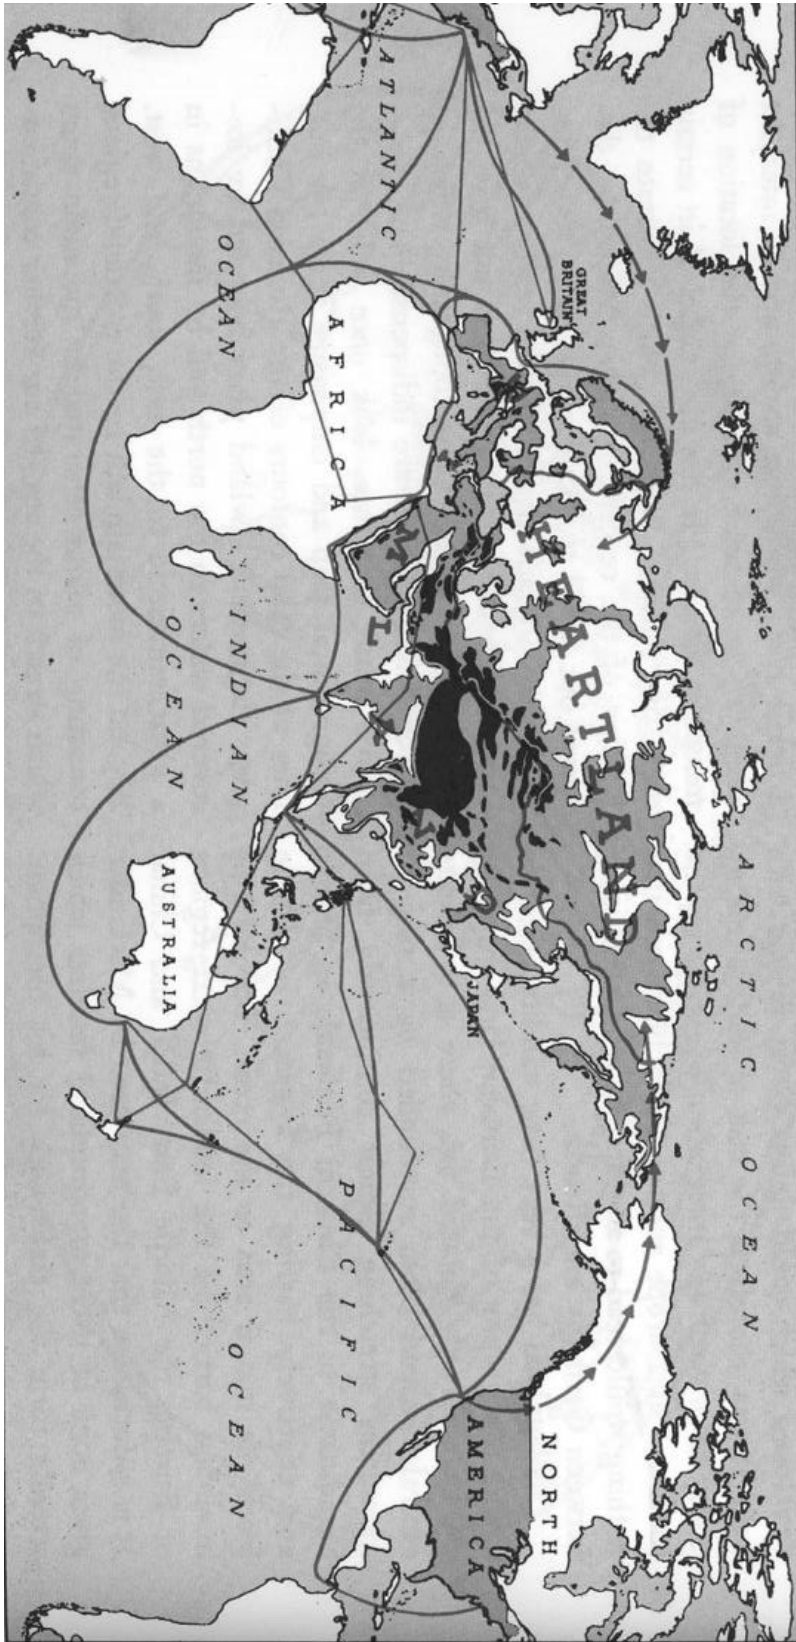 ATLANTIC
OCEAN
GREAT
BRITAIN
AFRICA
HEARTLAND
INDIAN
OCEAN
AUSTRALIA
JAPAN
ARCTIC OCEAN
PACIFIC
OCEAN
NORTH
AMERICA